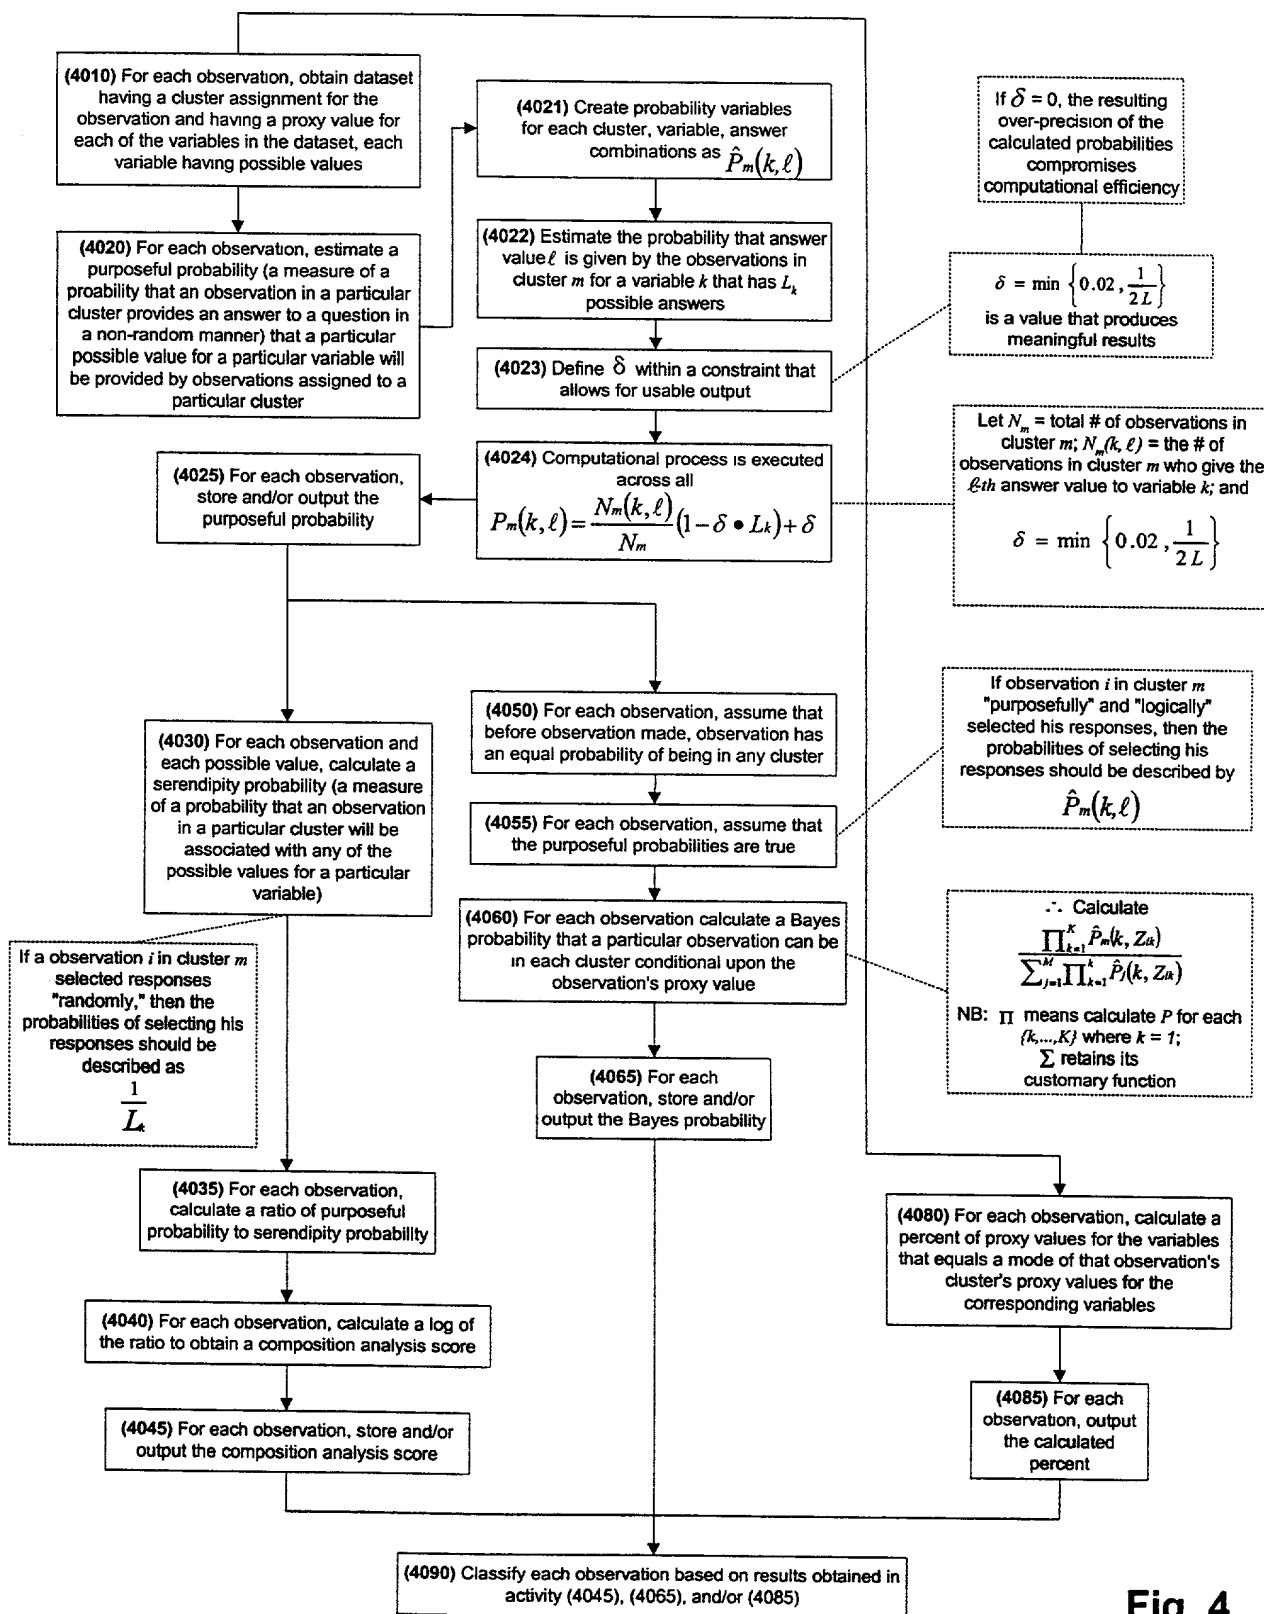 (4010) For each observation, obtain dataset
having a cluster assignment for the
observation and having a proxy value for
each of the variables in the dataset, each
variable having possible values
(4020) For each observation, estimate a
purposeful probability (a measure of a
proability that an observation in a particular
cluster provides an answer to a question in
a non-random manner) that a particular
possible value for a particular variable will
be provided by observations assigned to a
particular cluster
(4021) Create probability variables
for each cluster, variable, answer
combinations as P̂m(k,ℓ)
(4022) Estimate the probability that answer
value ℓ is given by the observations in
cluster m for a variable k that has Lk
possible answers
(4023) Define δ within a constraint that
allows for usable output
(4024) Computational process is executed
across all
Pm(k,ℓ) = Nm(k,ℓ) / Nm (1−δ • Lk)+ δ
(4025) For each observation,
store and/or output the
purposeful probability
If δ = 0, the resulting
over-precision of the
calculated probabilities
compromises
computational efficiency
δ = min {0.02 , 1/2L}
is a value that produces
meaningful results
Let Nm = total # of observations in
cluster m; Nm(k, ℓ) = the # of
observations in cluster m who give the
ℓ-th answer value to variable k; and
δ = min {0.02 , 1/2L}
(4030) For each observation and
each possible value, calculate a
serendipity probability (a measure
of a probability that an observation
in a particular cluster will be
associated with any of the
possible values for a particular
variable)
If a observation i in cluster m
selected responses
"randomly," then the
probabilities of selecting his
responses should be
described as
1/Lk
(4035) For each observation,
calculate a ratio of purposeful
probability to serendipity probability
(4040) For each observation, calculate a log of
the ratio to obtain a composition analysis score
(4045) For each observation, store and/or
output the composition analysis score
(4050) For each observation, assume that
before observation made, observation has
an equal probability of being in any cluster
(4055) For each observation, assume that
the purposeful probabilities are true
(4060) For each observation calculate a Bayes
probability that a particular observation can be
in each cluster conditional upon the
observation's proxy value
(4065) For each
observation, store and/or
output the Bayes probability
If observation i in cluster m
"purposefully" and "logically"
selected his responses, then the
probabilities of selecting his
responses should be described by
P̂m(k,ℓ)
∴ Calculate
∏k=1K P̂m(k, Zik)
∑j=1M ∏k=1k P̂j(k, Zik)
NB: Π means calculate P for each
{k,...,K} where k = 1;
Σ retains its
customary function
(4080) For each observation, calculate a
percent of proxy values for the variables
that equals a mode of that observation's
cluster's proxy values for the
corresponding variables
(4085) For each
observation, output
the calculated
percent
(4090) Classify each observation based on results obtained in
activity (4045), (4065), and/or (4085)
Fig. 4